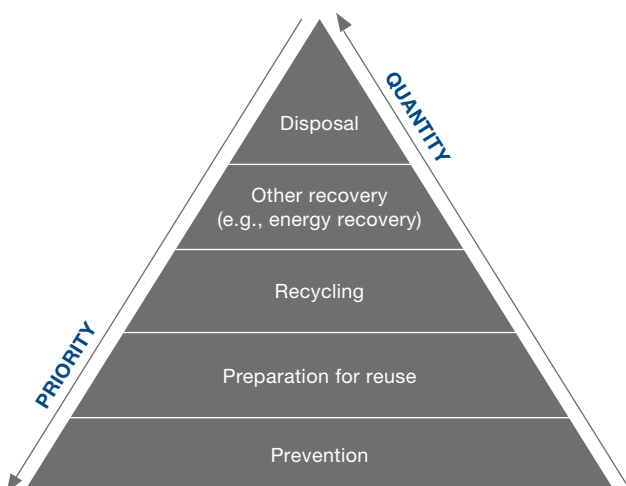 QUANTITY
Disposal
Other recovery
(e.g., energy recovery)
Recycling
PRIORITY
Preparation for reuse
Prevention